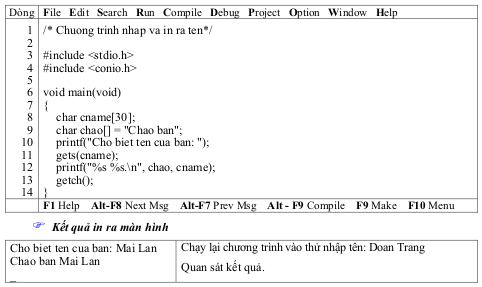 Dòng File Edit Search Run Compile Debug Project Option Window Help
1 /* Chuong trinh nhap va in ra ten*/
2
3 #include <stdio.h>
4 #include <conio.h>
5
6 void main(void)
7 {
8 char cname[30];
9 char chao[] = "Chao ban";
10 printf("Cho biet ten cua ban: ");
11 gets(cname);
12 printf("%s %s.\n", chao, cname);
13 getch();
14 }
F1 Help Alt-F8 Next Msg Alt-F7 Prev Msg Alt - F9 Compile F9 Make F10 Menu
☞ Kết quả in ra màn hình
Cho biet ten cua ban: Mai Lan
Chao ban Mai Lan
_
Chạy lại chương trình vào thử nhập tên: Doan Trang
Quan sát kết quả.